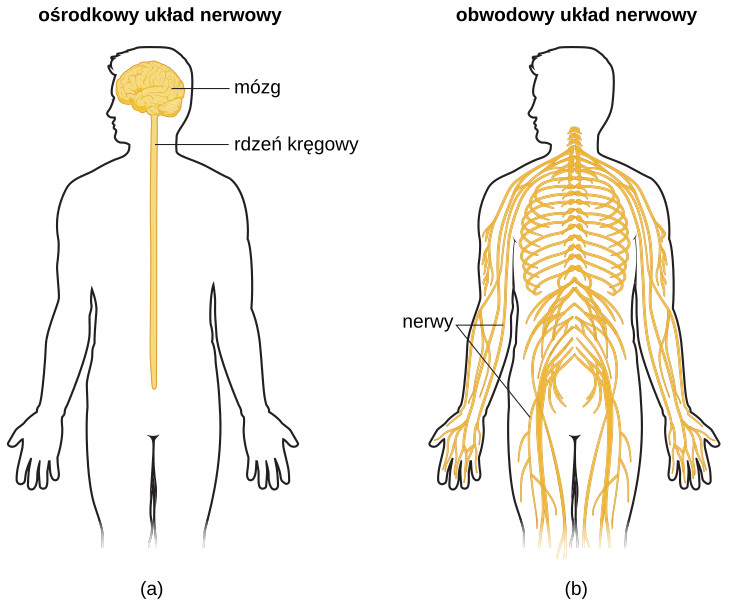 ośrodkowy układ nerwowy
mózg
rdzeń kręgowy
(a)
obwodowy układ nerwowy
nerwy
(b)